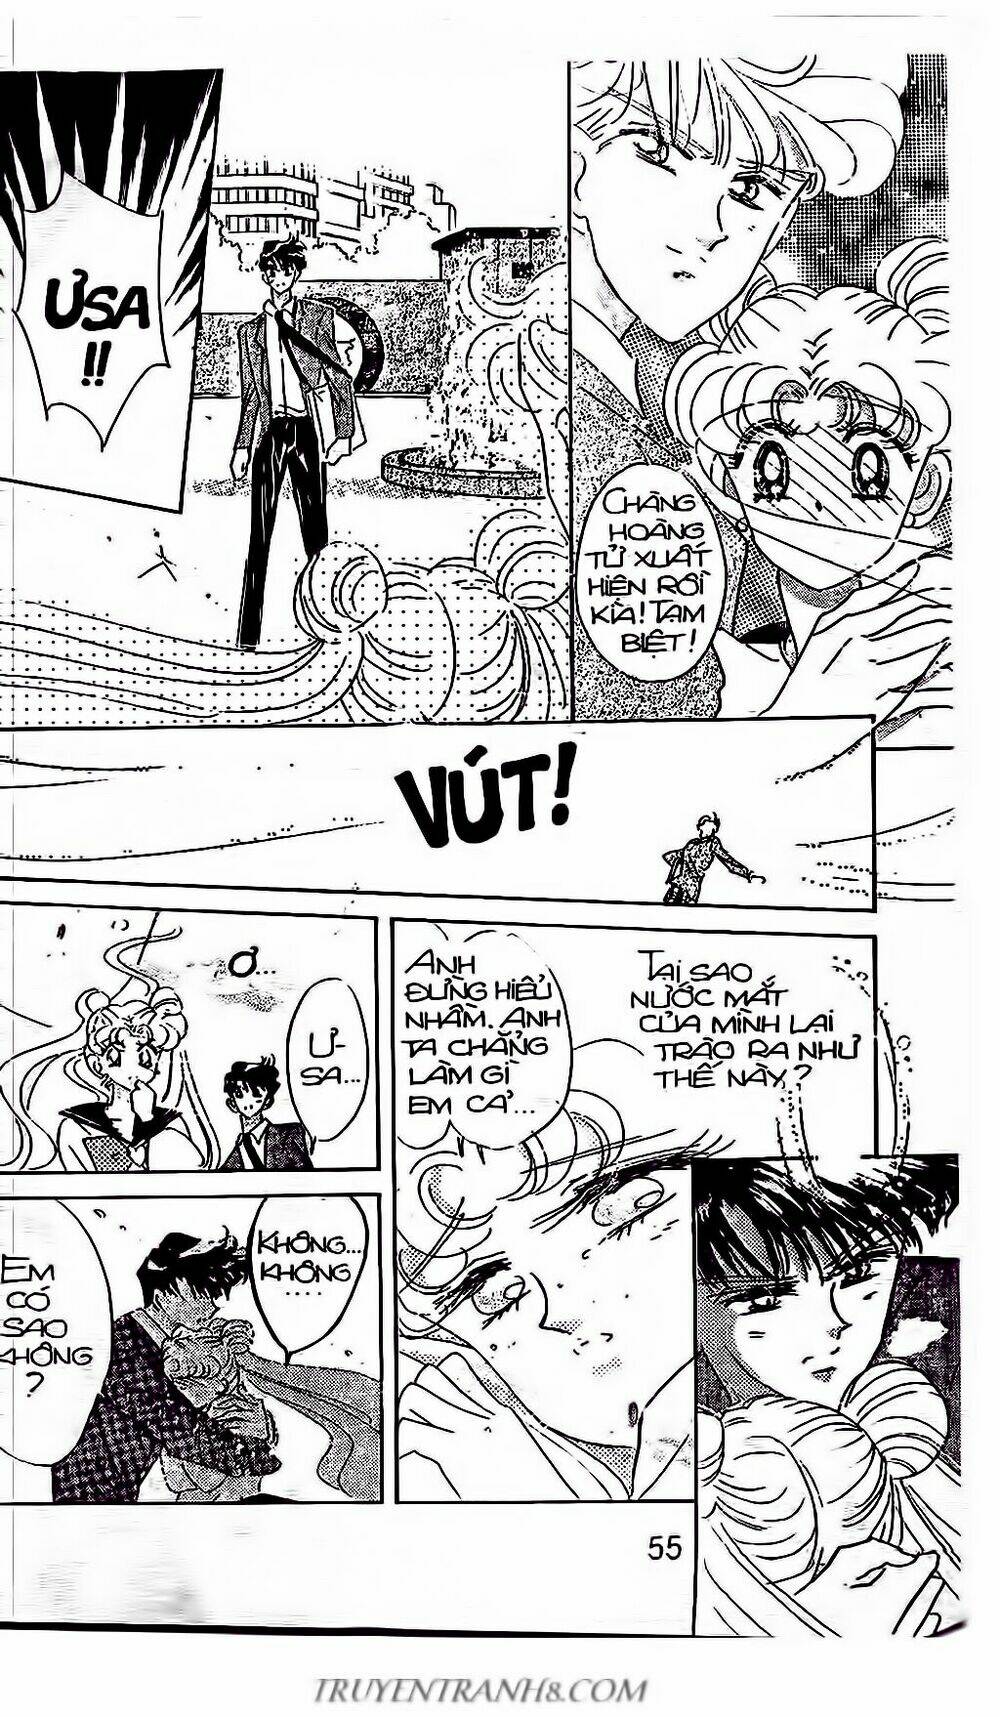 ƯSA
!!
CHÀNG
HOÀNG
TỬ XUẤT
HIỆN RỒI
KÌA! TẠM
BIỆT!
VÚT!
Ơ...
Ư-
SA...
ANH
ĐỪNG HIỂU
NHẦM. ANH
TA CHẲNG
LÀM GÌ
EM CẢ...
TẠI SAO
NƯỚC MẮT
CỦA MÌNH LẠI
TRÀO RA NHƯ
THẾ NÀY?
EM
CÓ
SAO
KHÔNG
?
KHÔNG...
KHÔNG
.....
55
TRUYENTRANH8.COM